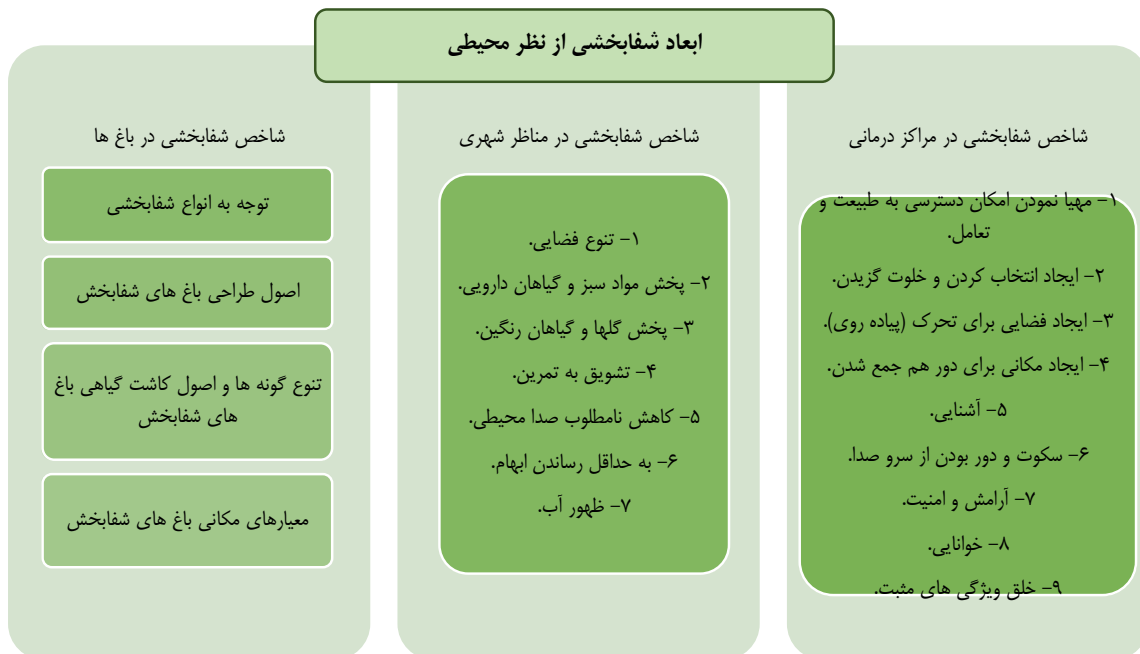 ابعاد شفابخشی از نظر محیطی
شاخص شفابخشی در مراکز درمانی
۱- مهیا نمودن امکان دسترسی به طبیعت و
تعامل.
۲- ایجاد انتخاب کردن و خلوت گزیدن.
۳- ایجاد فضایی برای تحرک (پیاده روی).
۴- ایجاد مکانی برای دور هم جمع شدن.
۵- آشنایی.
۶- سکوت و دور بودن از سرو صدا.
۷- آرامش و امنیت.
۸- خوانایی.
۹- خلق ویژگی های مثبت.
شاخص شفابخشی در مناظر شهری
۱- تنوع فضایی.
۲- پخش مواد سبز و گیاهان دارویی.
۳- پخش گلها و گیاهان رنگین.
۴- تشویق به تمرین.
۵- کاهش نامطلوب صدا محیطی.
۶- به حداقل رساندن ابهام.
۷- ظهور آب.
شاخص شفابخشی در باغ ها
توجه به انواع شفابخشی
اصول طراحی باغ های شفابخش
تنوع گونه ها و اصول کاشت گیاهی باغ
های شفابخش
معیارهای مکانی باغ های شفابخش